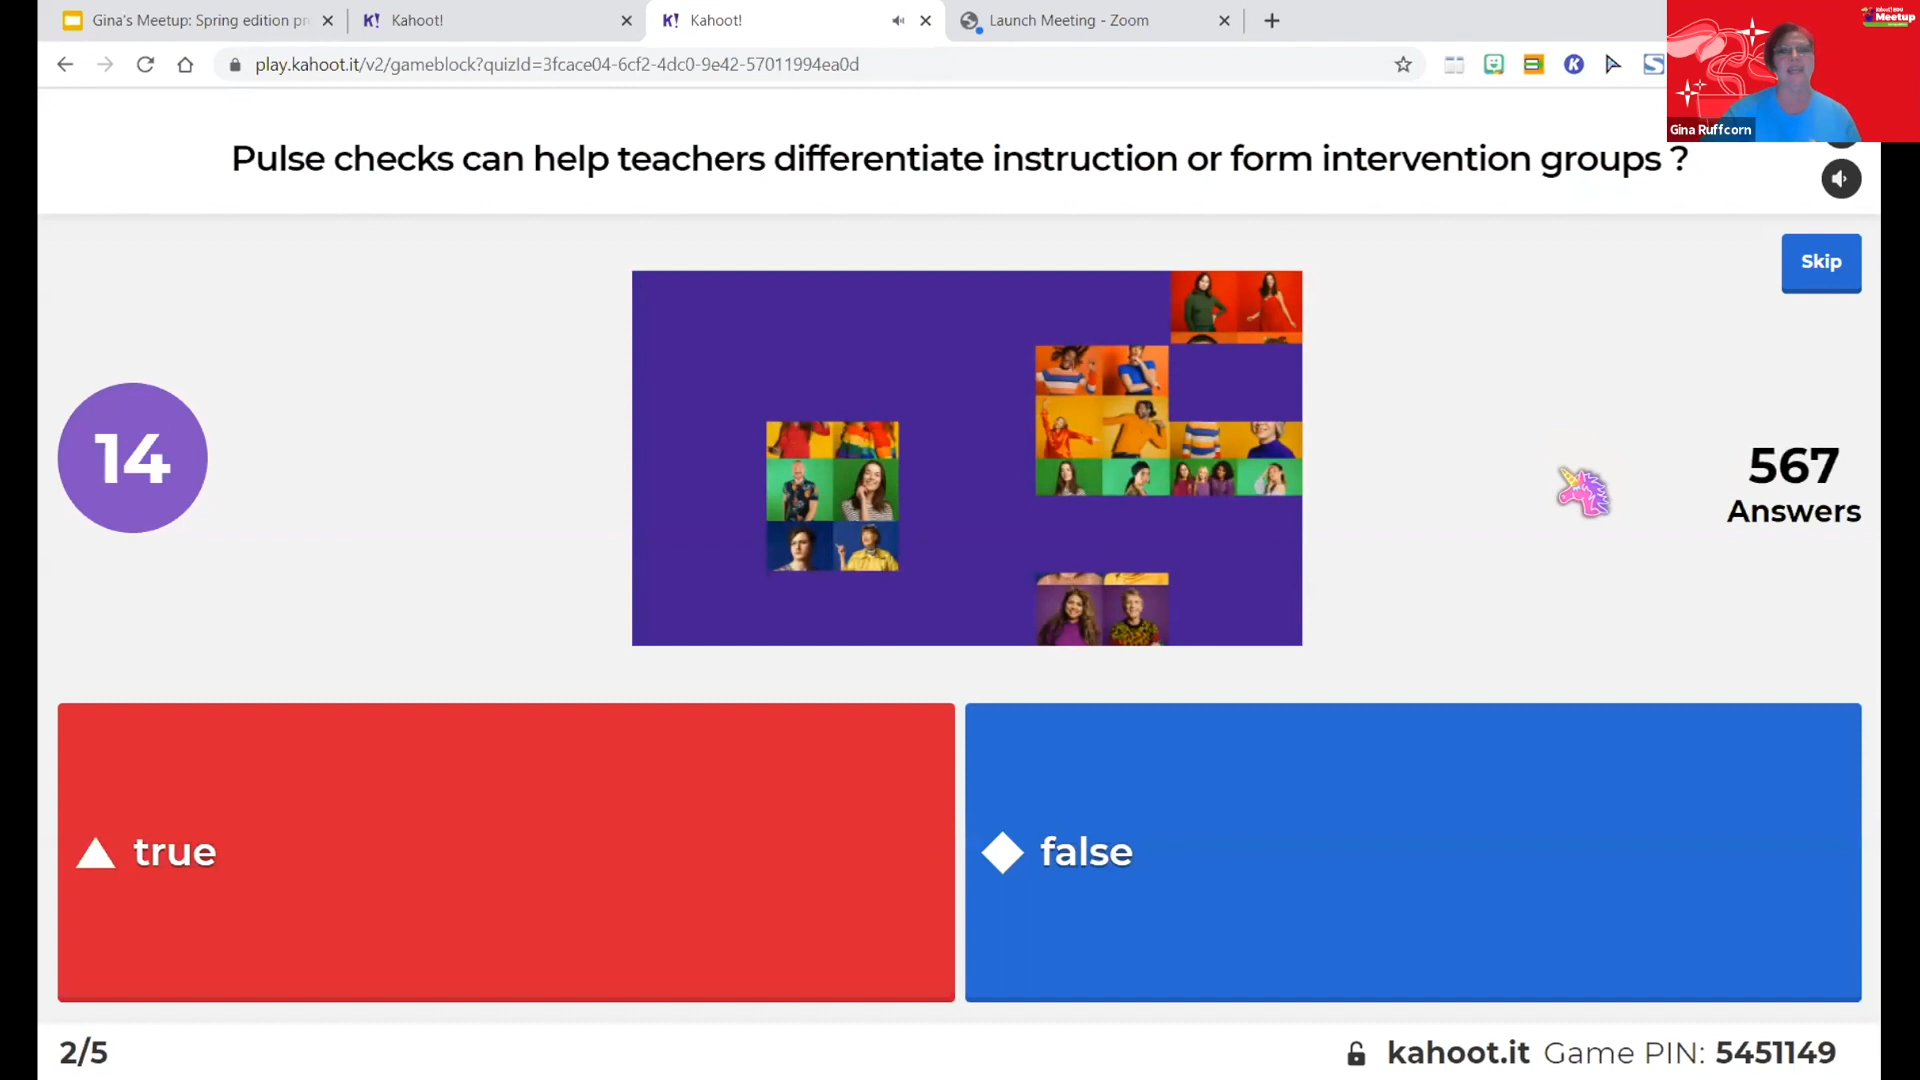 Gina's Meetup: Spring edition pr
Kahoot!
Kahoot!
Launch Meeting - Zoom
play.kahoot.it/v2/gameblock?quizId=3fcace04-6cf2-4dc0-9e42-57011994ea0d
Meetup
Gina Ruffcorn
Pulse checks can help teachers differentiate instruction or form intervention groups ?
Skip
14
567
Answers
true
false
2/5
kahoot.it Game PIN: 5451149